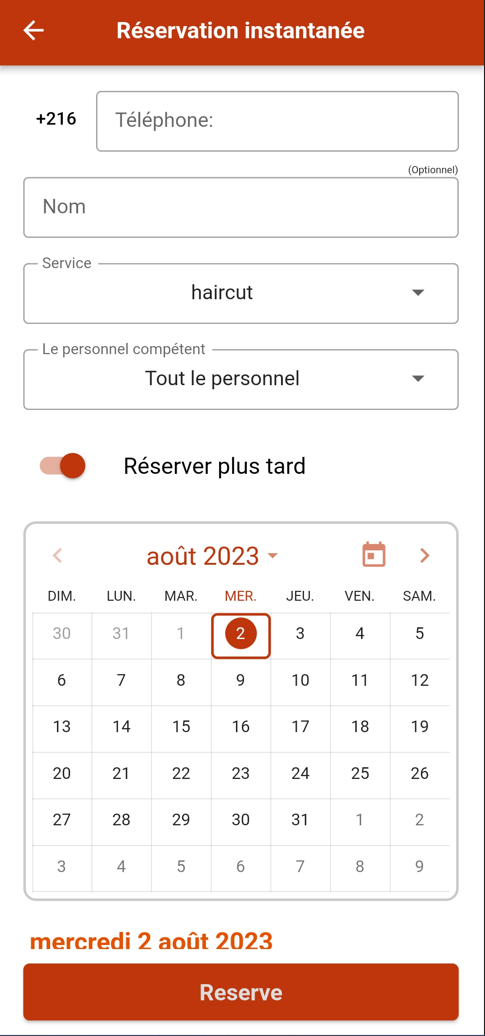 Réservation instantanée
+216 Téléphone:
(Optionnel)
Nom
Service
haircut
Le personnel compétent
Tout le personnel
Réserver plus tard
août 2023
DIM. LUN. MAR. MER. JEU. VEN. SAM.
30 31 1 2 3 4 5
6 7 8 9 10 11 12
13 14 15 16 17 18 19
20 21 22 23 24 25 26
27 28 29 30 31 1 2
3 4 5 6 7 8 9
mercredi 2 août 2023
Reserve